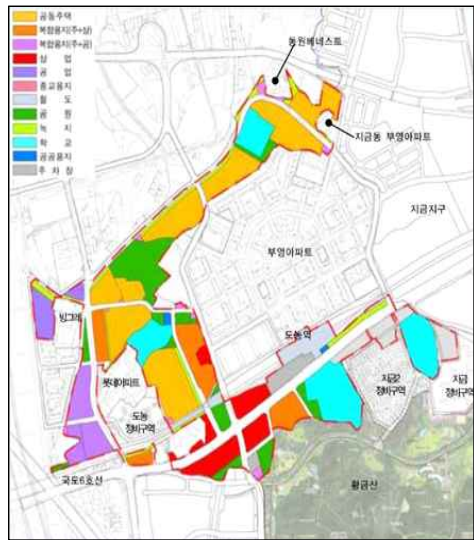 공동주택
복합용지(주+상)
복합용지(주+공)
상 업
공 업
종교용지
철 도
공 원
녹 지
학 교
공공용지
주 차 장
동원베네스트
지금동 부영아파트
지금지구
부영아파트
빙그레
도농역
롯데아파트
도농
정비구역
지금2
정비구역
지금
정비구역
국도6호선
황금산